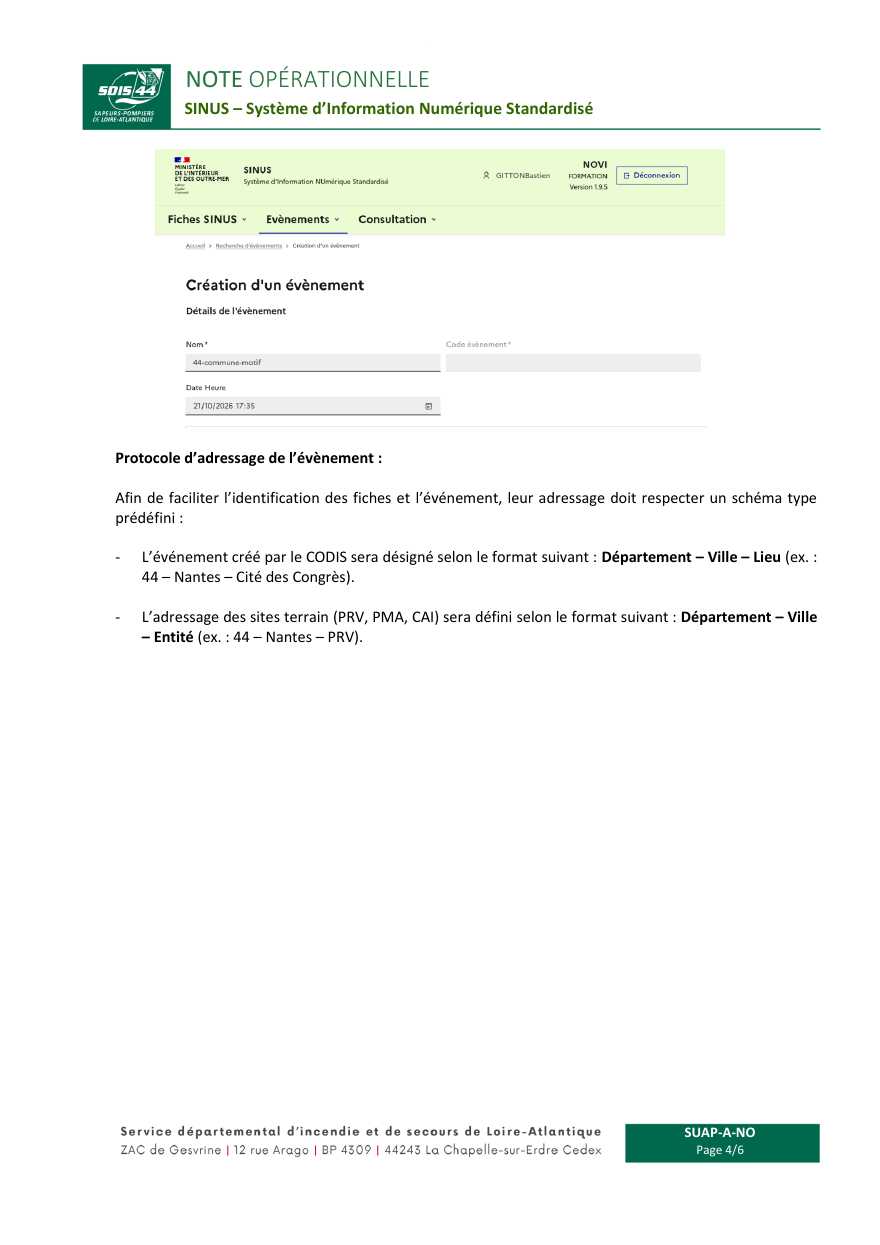 SDIS 44
SAPEURS-POMPIERS
DE LOIRE-ATLANTIQUE
NOTE OPÉRATIONNELLE
SINUS – Système d’Information Numérique Standardisé
MINISTÈRE
DE L'INTÉRIEUR
ET DES OUTRE-MER
Liberté
Égalité
Fraternité
SINUS
Système d'Information NUmérique Standardisé
GITTONBastien
NOVI
FORMATION
Version 1.9.5
Déconnexion
Fiches SINUS Evènements Consultation
Accueil > Recherche d'évènements > Création d'un évènement
Création d'un évènement
Détails de l'évènement
Nom * Code évènement *
44-commune-motif
Date Heure
21/10/2026 17:35
Protocole d’adressage de l’évènement :
Afin de faciliter l’identification des fiches et l’événement, leur adressage doit respecter un schéma type
prédéfini :
- L’événement créé par le CODIS sera désigné selon le format suivant : Département – Ville – Lieu (ex. :
44 – Nantes – Cité des Congrès).
- L’adressage des sites terrain (PRV, PMA, CAI) sera défini selon le format suivant : Département – Ville
– Entité (ex. : 44 – Nantes – PRV).
Service départemental d’incendie et de secours de Loire-Atlantique
ZAC de Gesvrine | 12 rue Arago | BP 4309 | 44243 La Chapelle-sur-Erdre Cedex
SUAP-A-NO
Page 4/6